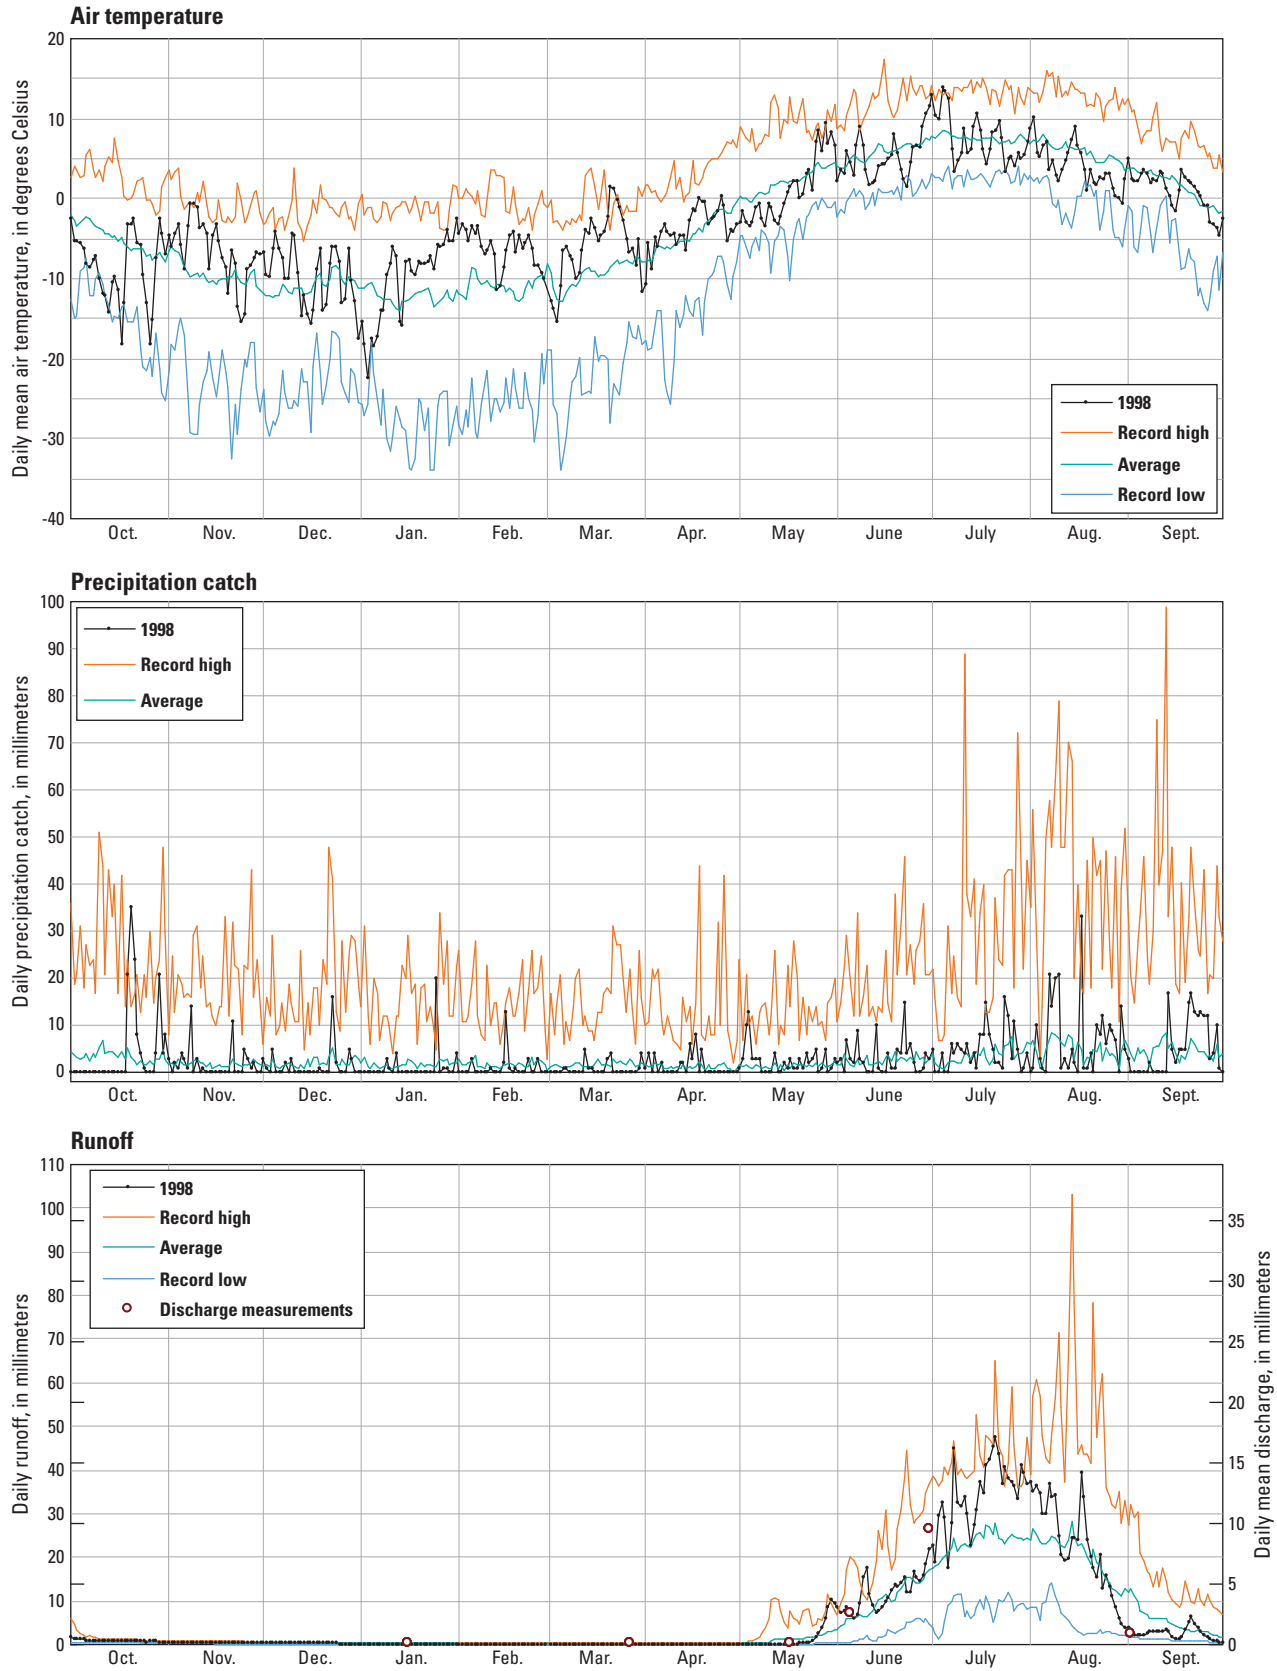 Air temperature
Daily mean air temperature, in degrees Celsius
20
10
0
-10
-20
-30
-40
1998
Record high
Average
Record low
Oct. Nov. Dec. Jan. Feb. Mar. Apr. May June July Aug. Sept.
Precipitation catch
Daily precipitation catch, in millimeters
100
90
80
70
60
50
40
30
20
10
0
1998
Record high
Average
Oct. Nov. Dec. Jan. Feb. Mar. Apr. May June July Aug. Sept.
Runoff
Daily runoff, in millimeters
110
100
90
80
70
60
50
40
30
20
10
0
1998
Record high
Average
Record low
Discharge measurements
35
30
25
20
15
10
5
0
Daily mean discharge, in millimeters
Oct. Nov. Dec. Jan. Feb. Mar. Apr. May June July Aug. Sept.